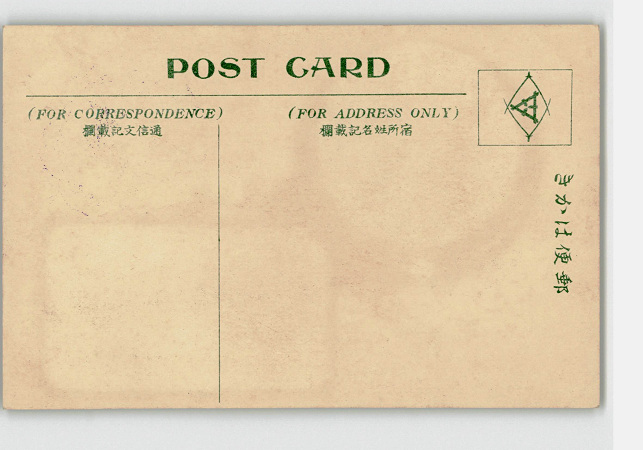 POST CARD
(FOR CORRESPONDENCE)
欄載記文信通
(FOR ADDRESS ONLY)
欄載記名姓所宿
きかは便郵